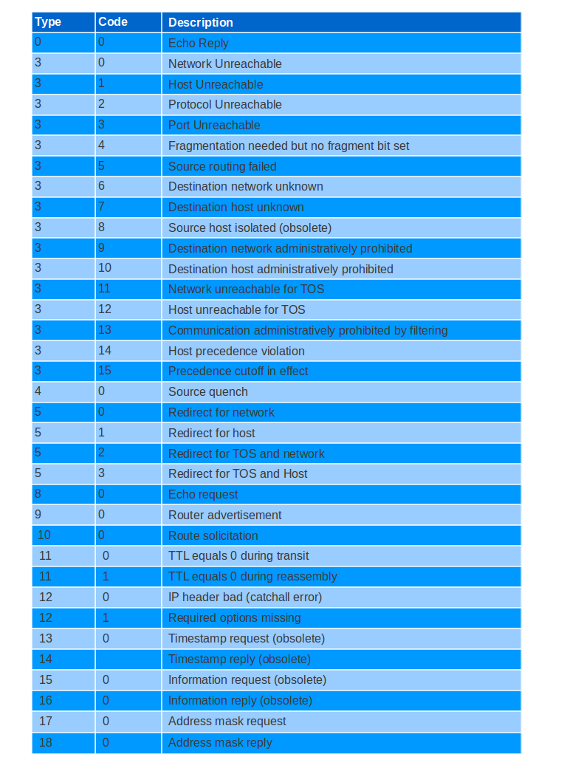 Type Code Description
0 0 Echo Reply
3 0 Network Unreachable
3 1 Host Unreachable
3 2 Protocol Unreachable
3 3 Port Unreachable
3 4 Fragmentation needed but no fragment bit set
3 5 Source routing failed
3 6 Destination network unknown
3 7 Destination host unknown
3 8 Source host isolated (obsolete)
3 9 Destination network administratively prohibited
3 10 Destination host administratively prohibited
3 11 Network unreachable for TOS
3 12 Host unreachable for TOS
3 13 Communication administratively prohibited by filtering
3 14 Host precedence violation
3 15 Precedence cutoff in effect
4 0 Source quench
5 0 Redirect for network
5 1 Redirect for host
5 2 Redirect for TOS and network
5 3 Redirect for TOS and Host
8 0 Echo request
9 0 Router advertisement
10 0 Route solicitation
11 0 TTL equals 0 during transit
11 1 TTL equals 0 during reassembly
12 0 IP header bad (catchall error)
12 1 Required options missing
13 0 Timestamp request (obsolete)
14 Timestamp reply (obsolete)
15 0 Information request (obsolete)
16 0 Information reply (obsolete)
17 0 Address mask request
18 0 Address mask reply